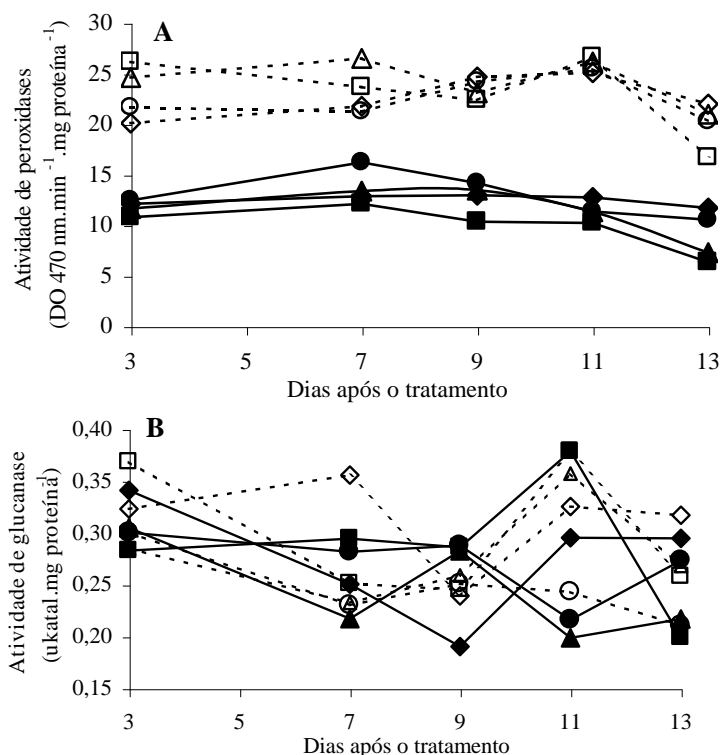 A
30
25
20
15
10
5
0
Atividade de peroxidases
(DO 470 nm.min⁻¹.mg proteína⁻¹)
3 5 7 9 11 13
Dias após o tratamento
B
0,40
0,35
0,30
0,25
0,20
0,15
Atividade de glucanase
(ukatal.mg proteína¹)
3 5 7 9 11 13
Dias após o tratamento